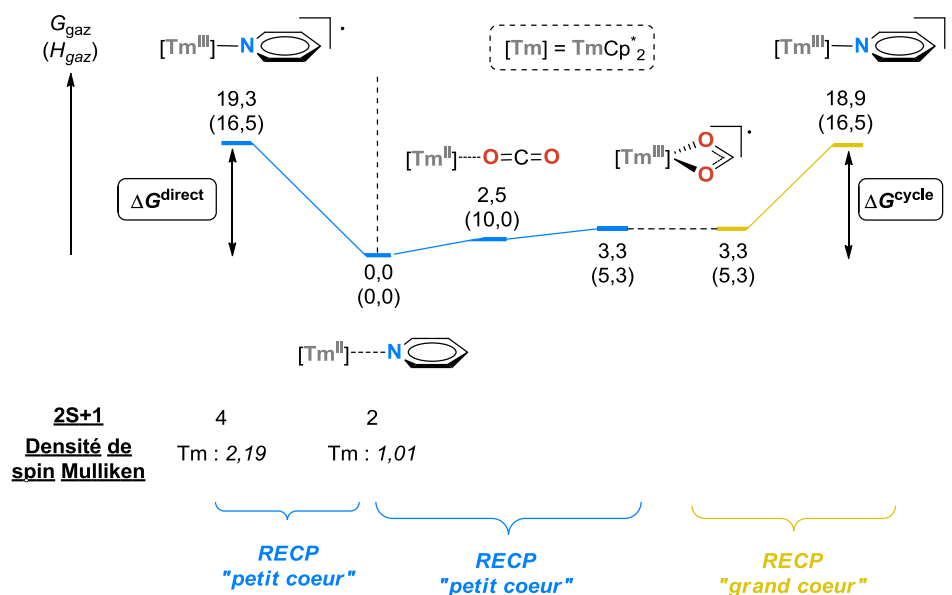 G_gaz
(H_gaz)
[Tm^III]—N •
[Tm] = TmCp*_2
[Tm^III]—N •
19,3
(16,5)
18,9
(16,5)
[Tm^II]----O=C=O
[Tm^III] O O •
ΔG^direct
2,5
(10,0)
ΔG^cycle
0,0
(0,0)
3,3
(5,3)
3,3
(5,3)
[Tm^II]-----N
2S+1 4 2
Densité de
spin Mulliken
Tm : 2,19 Tm : 1,01
RECP
"petit coeur"
RECP
"petit coeur"
RECP
"grand coeur"